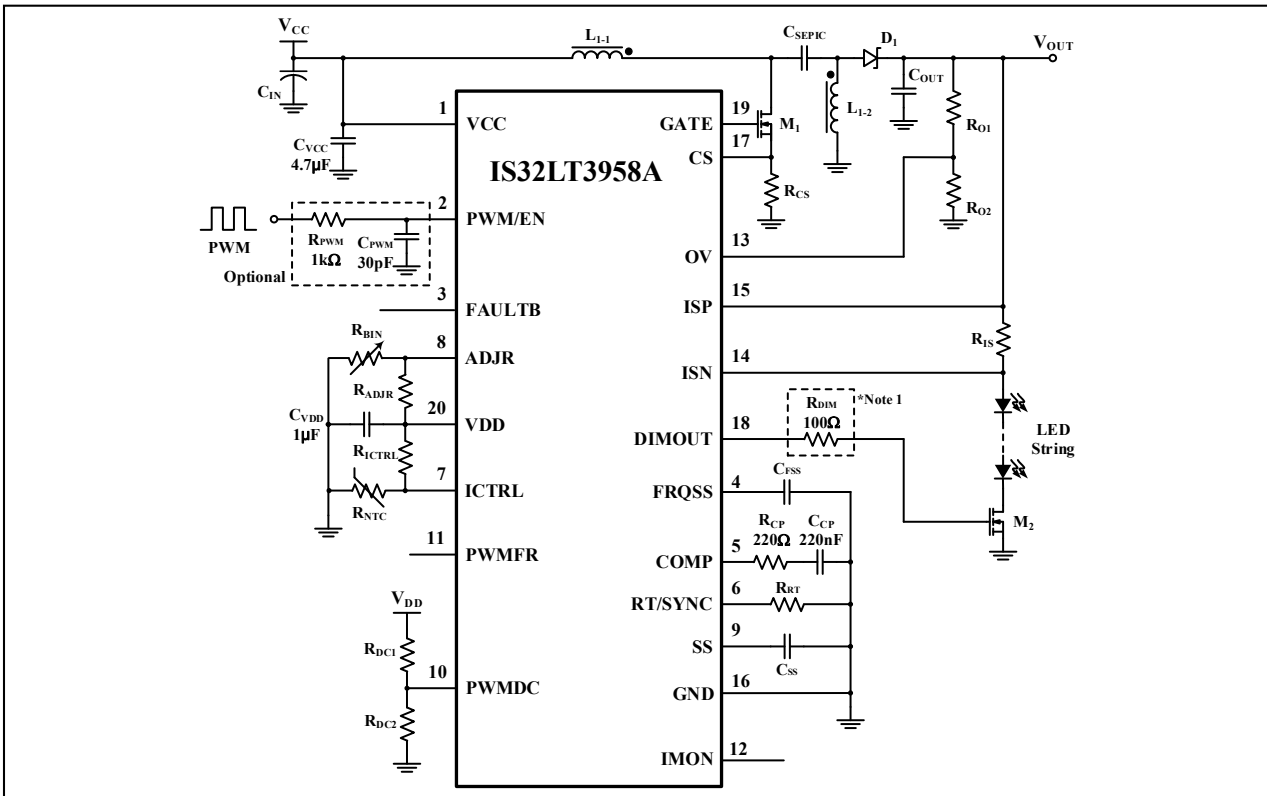 VCC
CIN
L1-1
CSEPIC
D1
VOUT
COUT
L1-2
RO1
RO2
1
VCC
CVCC
4.7μF
IS32LT3958A
GATE
19
M1
CS
17
RCS
PWM
RPWM
1kΩ
CPWM
30pF
Optional
2
PWM/EN
OV
13
3
FAULTB
ISP
15
RIS
RBIN
8
ADJR
RADJR
ISN
14
CVDD
1μF
20
VDD
DIMOUT
18
RDIM
100Ω
*Note 1
LED
String
RICTRL
7
ICTRL
RNTC
FRQSS
4
CFSS
M2
11
PWMFR
COMP
5
RCP
220Ω
CCP
220nF
RT/SYNC
6
RRT
VDD
RDC1
SS
9
CSS
10
PWMDC
GND
16
RDC2
IMON
12